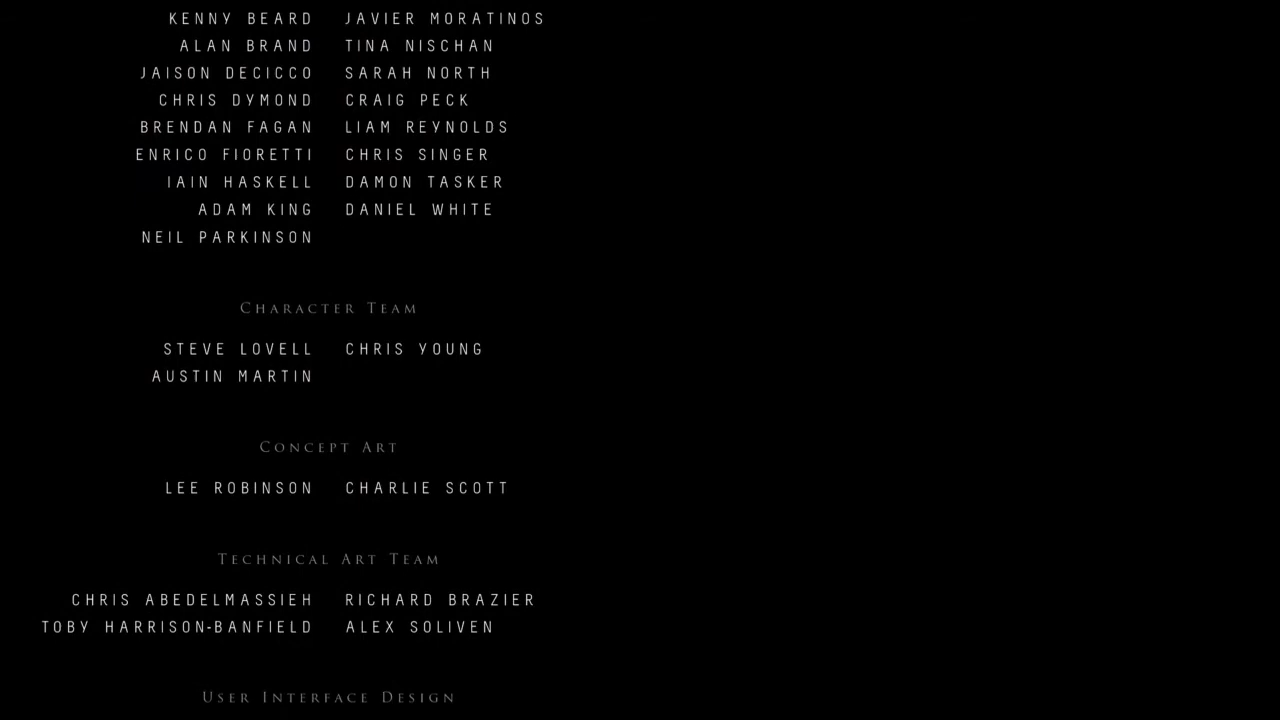 KENNY BEARD JAVIER MORATINOS
ALAN BRAND TINA NISCHAN
JAISON DECICCO SARAH NORTH
CHRIS DYMOND CRAIG PECK
BRENDAN FAGAN LIAM REYNOLDS
ENRICO FIORETTI CHRIS SINGER
IAIN HASKELL DAMON TASKER
ADAM KING DANIEL WHITE
NEIL PARKINSON
CHARACTER TEAM
STEVE LOVELL CHRIS YOUNG
AUSTIN MARTIN
CONCEPT ART
LEE ROBINSON CHARLIE SCOTT
TECHNICAL ART TEAM
CHRIS ABEDELMASSIEH RICHARD BRAZIER
TOBY HARRISON-BANFIELD ALEX SOLIVEN
USER INTERFACE DESIGN